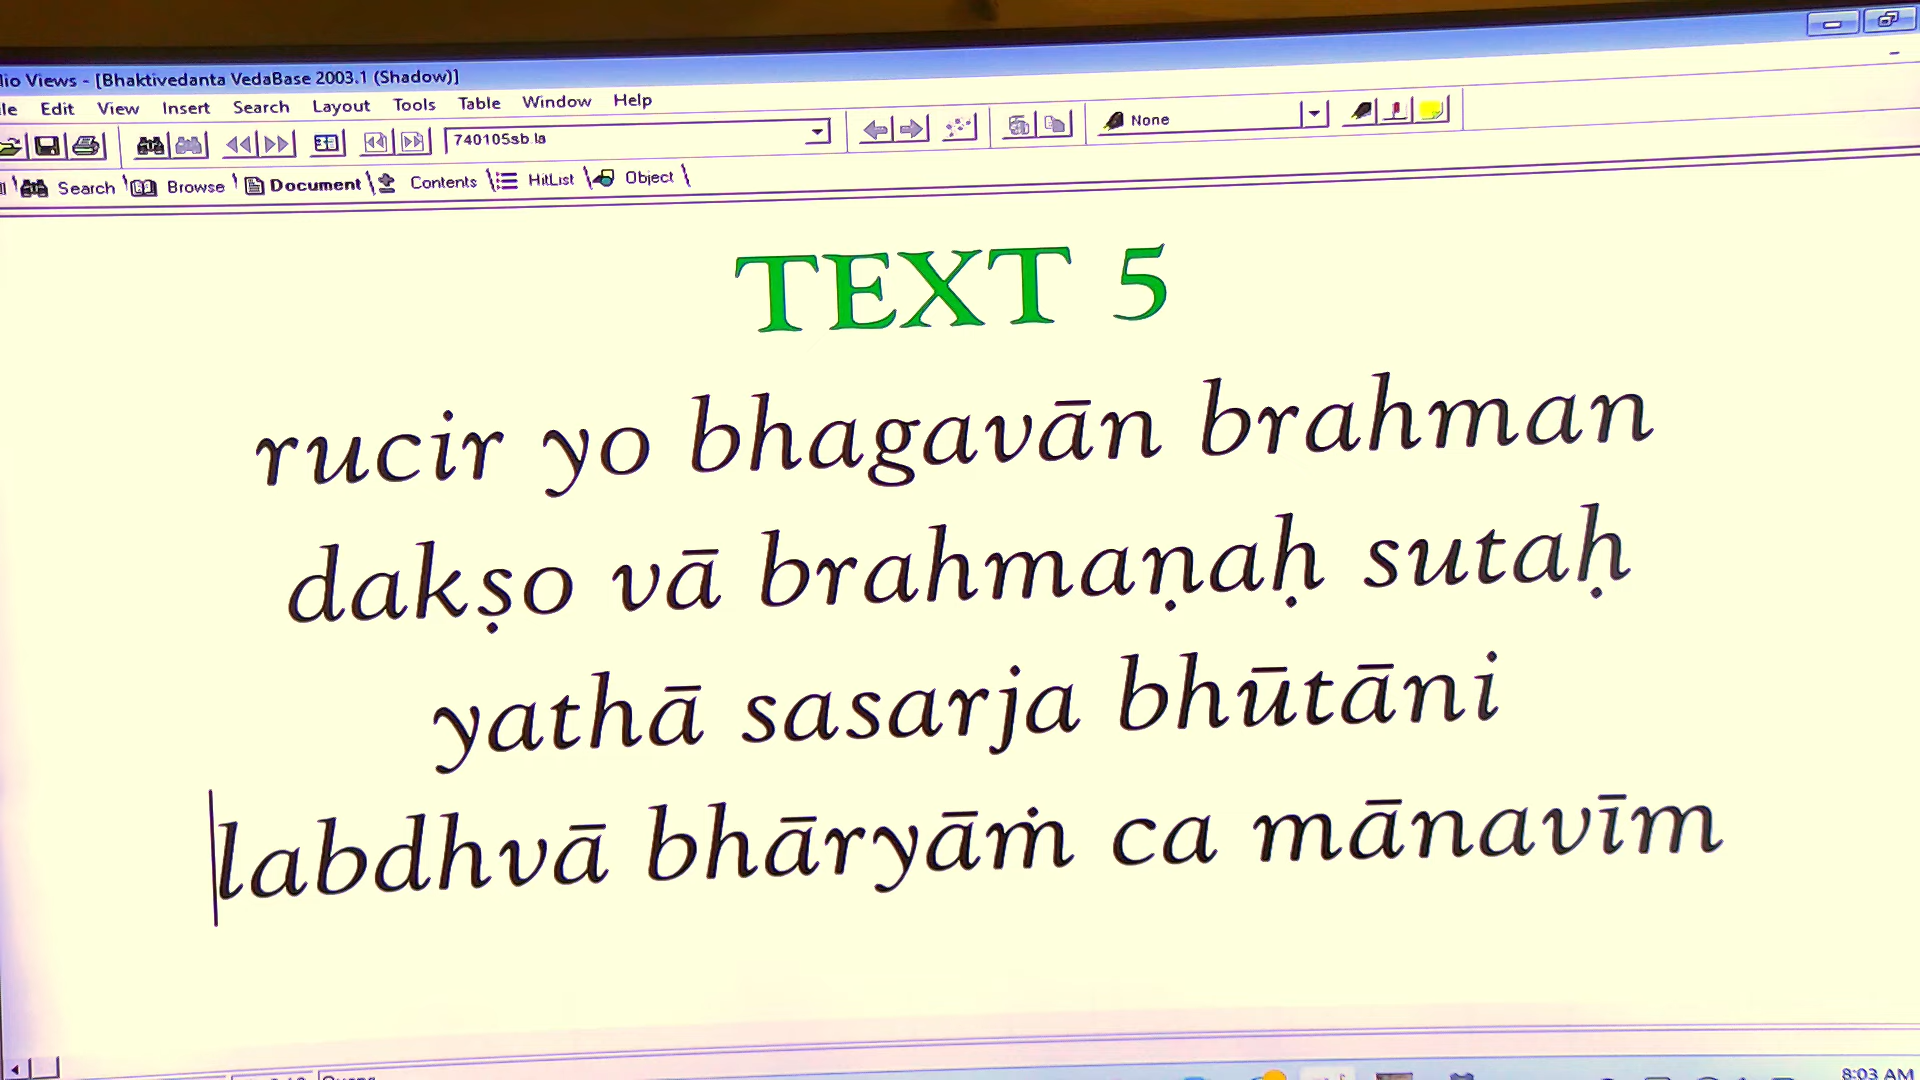 lio Views - [Bhaktivedanta VedaBase 2003.1 (Shadow)]
le Edit View Insert Search Layout Tools Table Window Help
740105sb la
None
Search Browse Document Contents HitList Object
TEXT 5
rucir yo bhagavān brahman
dakṣo vā brahmaṇaḥ sutaḥ
yathā sasarja bhūtāni
labdhvā bhāryāṁ ca mānavīm
8:03 AM